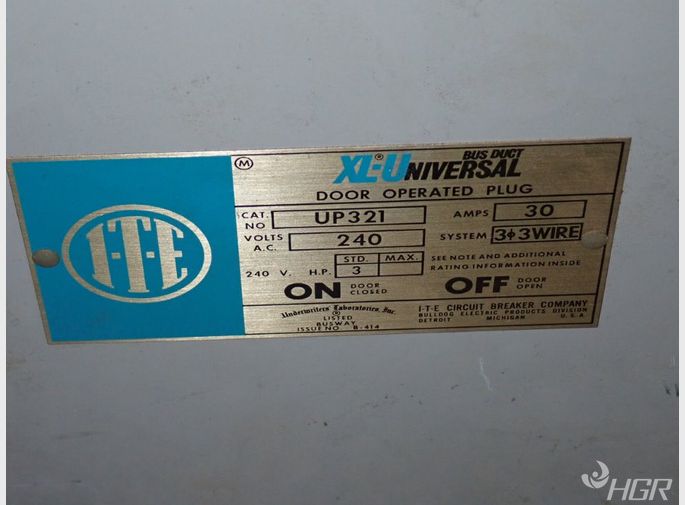 I-T-E
M
XL-UNIVERSAL®
BUS DUCT
DOOR OPERATED PLUG
CAT. NO UP321 AMPS 30
VOLTS A.C. 240 SYSTEM 3Φ3WIRE
STD. MAX.
240 V. H.P. 3
SEE NOTE AND ADDITIONAL
RATING INFORMATION INSIDE
ON DOOR CLOSED OFF DOOR OPEN
Underwriters' Laboratories, Inc.
®
LISTED
BUSWAY
ISSUE NO B-414
I-T-E CIRCUIT BREAKER COMPANY
BULLDOG ELECTRIC PRODUCTS DIVISION
DETROIT MICHIGAN U.S.A.
HGR